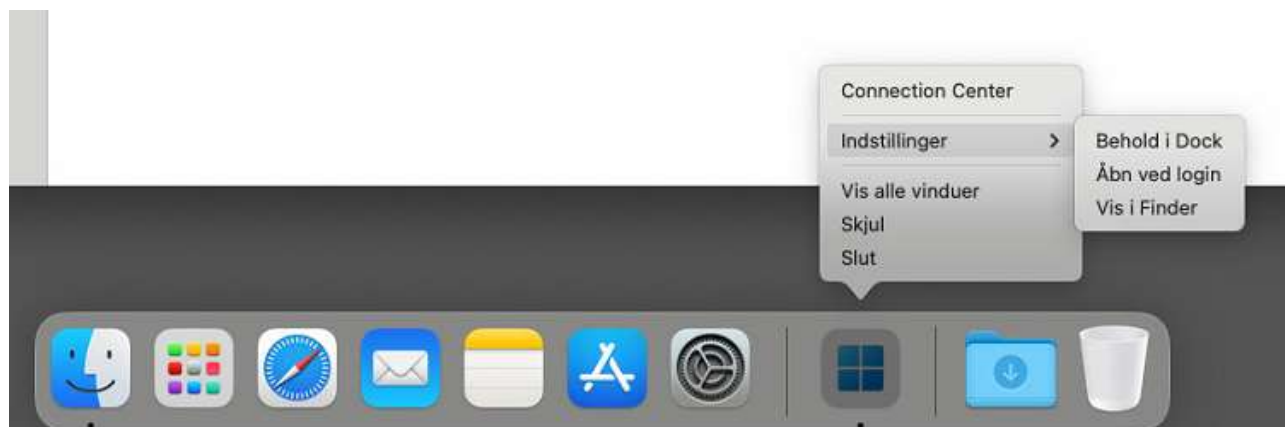 Connection Center
Indstillinger
Behold i Dock
Åbn ved login
Vis i Finder
Vis alle vinduer
Skjul
Slut